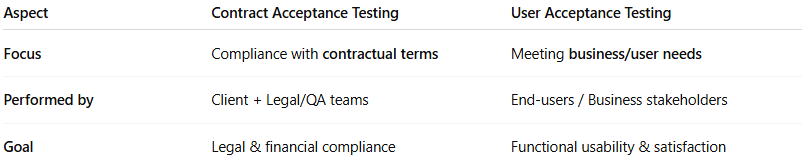 Aspect Contract Acceptance Testing User Acceptance Testing
Focus Compliance with contractual terms Meeting business/user needs
Performed by Client + Legal/QA teams End-users / Business stakeholders
Goal Legal & financial compliance Functional usability & satisfaction